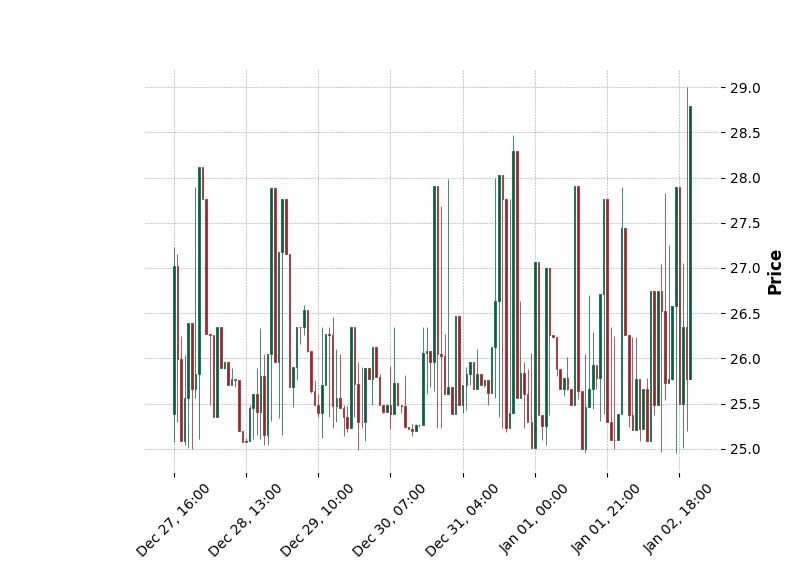 29.0
28.5
28.0
27.5
27.0
26.5
26.0
25.5
25.0
Price
Dec 27, 16:00
Dec 28, 13:00
Dec 29, 10:00
Dec 30, 07:00
Dec 31, 04:00
Jan 01, 00:00
Jan 01, 21:00
Jan 02, 18:00